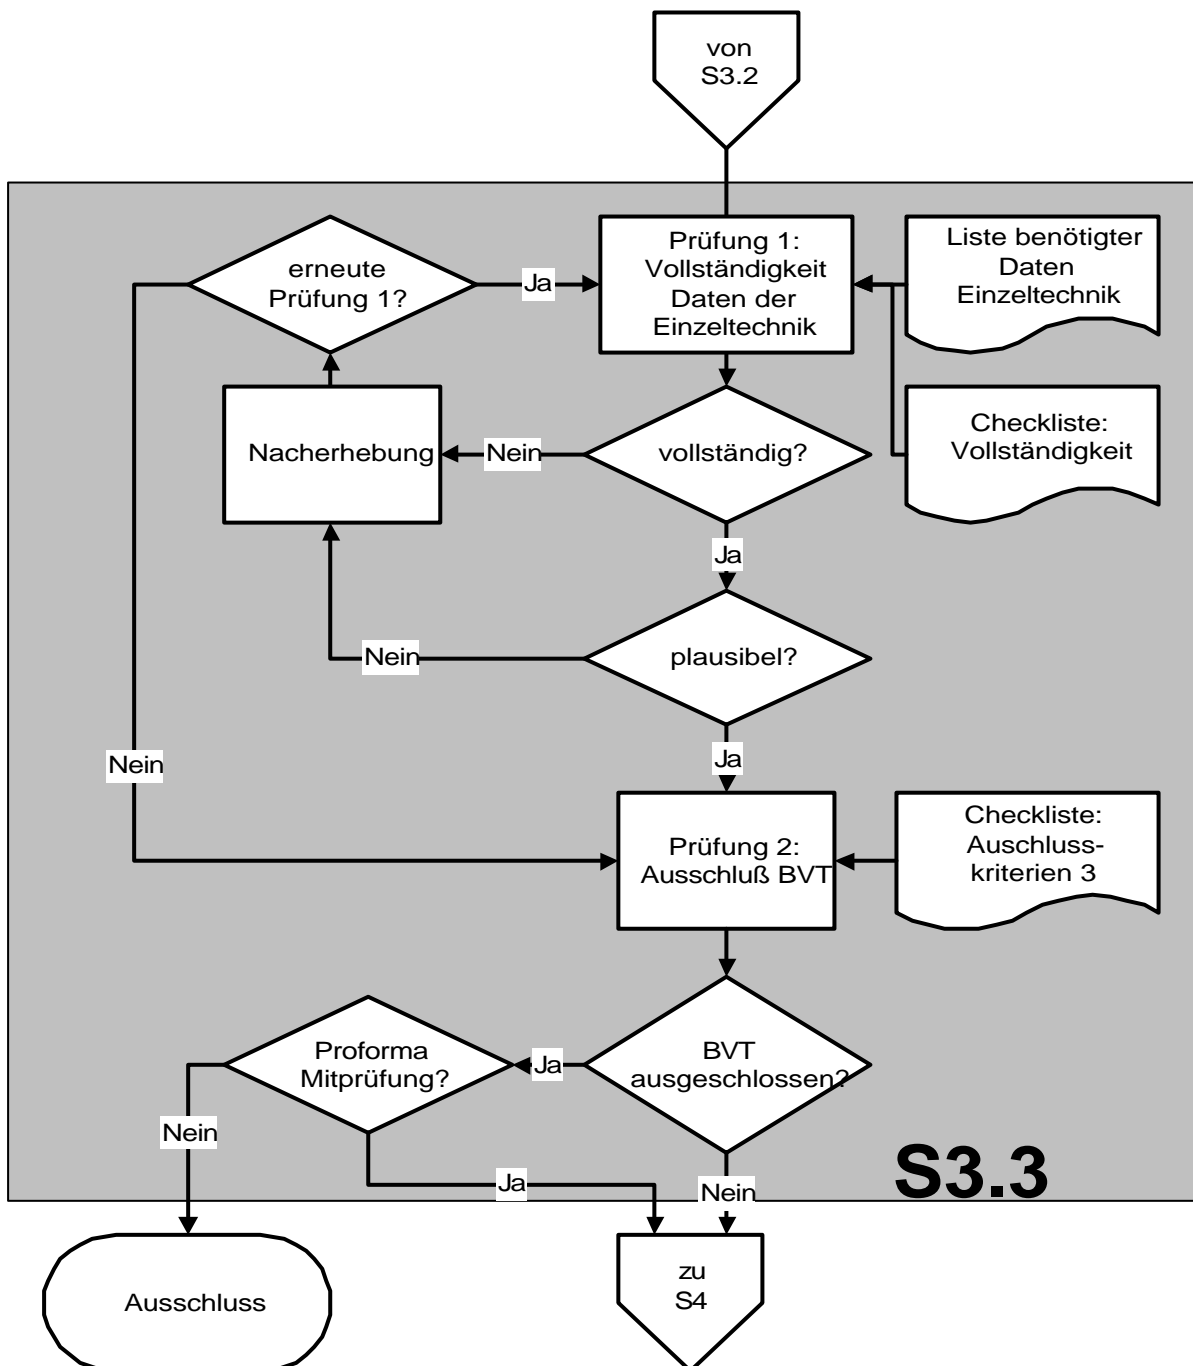 von
S3.2
erneute
Prüfung 1?
Ja
Prüfung 1:
Vollständigkeit
Daten der
Einzeltechnik
Liste benötigter
Daten
Einzeltechnik
Nacherhebung
Nein
vollständig?
Checkliste:
Vollständigkeit
Ja
Nein
plausibel?
Nein
Ja
Prüfung 2:
Ausschluß BVT
Checkliste:
Auschluss-
kriterien 3
Proforma
Mitprüfung?
Ja
BVT
ausgeschlossen?
Nein
Ja
Nein
S3.3
Ausschluss
zu
S4